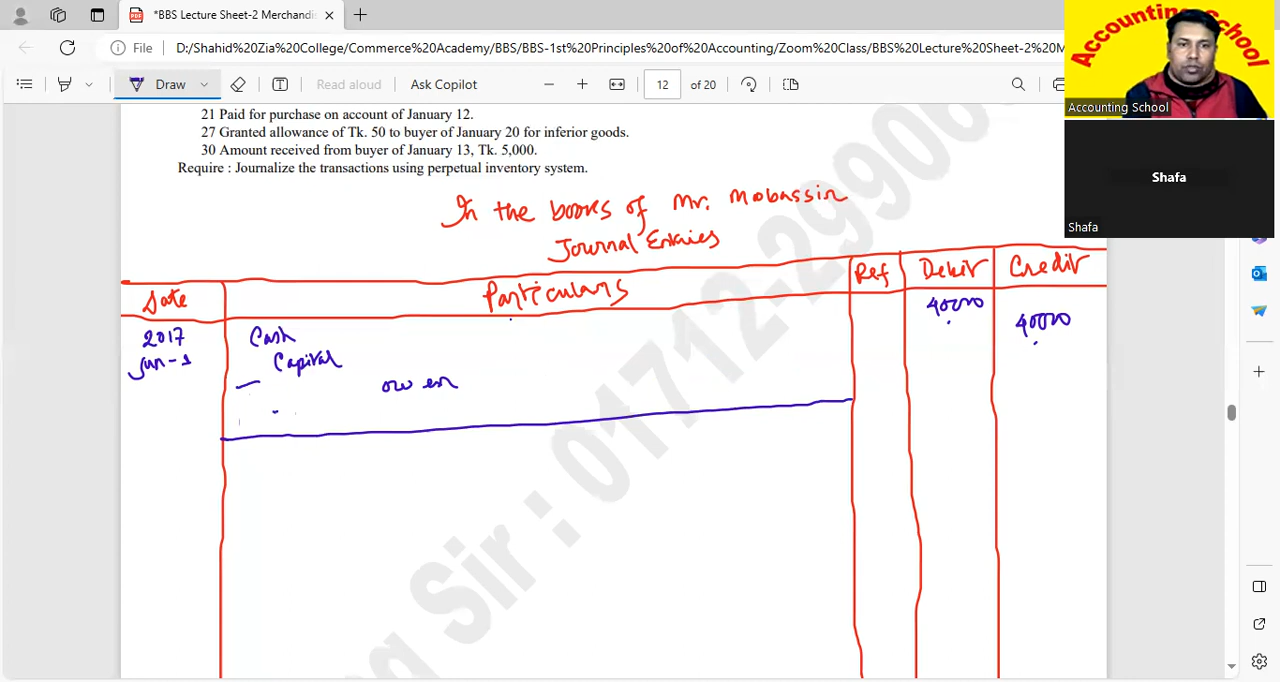 *BBS Lecture Sheet-2 Merchandi
File D:/Shahid%20Zia%20College/Commerce%20Academy/BBS/BBS-1st%20Principles%20of%20Accounting/Zoom%20Class/BBS%20Lecture%20Sheet-2%20M
Draw Read aloud Ask Copilot 12 of 20
Accounting School
Accounting School
Shafa
Shafa
21 Paid for purchase on account of January 12.
27 Granted allowance of Tk. 50 to buyer of January 20 for inferior goods.
30 Amount received from buyer of January 13, Tk. 5,000.
Require : Journalize the transactions using perpetual inventory system.
In the books of Mr. Mobassir
Journal Entries
Date Particulars Ref Debit Credit
2017 Cash 40000
Jan-1 Capital 40000
Sir : 01712-2990